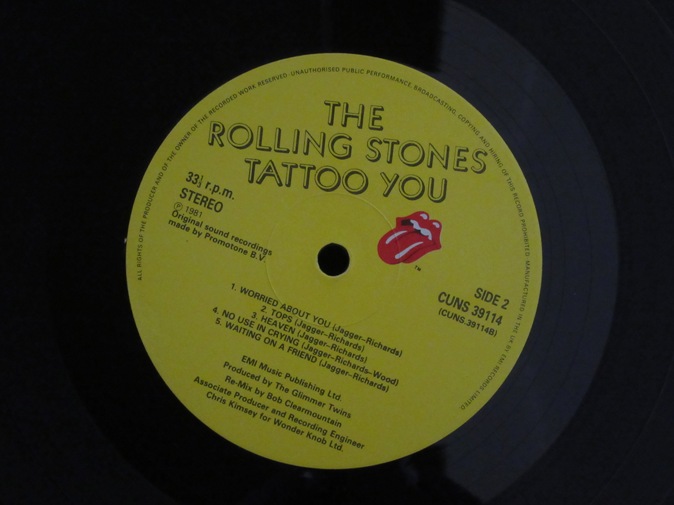 ALL RIGHTS OF THE PRODUCER AND OF THE OWNER OF THE RECORDED WORK RESERVED · UNAUTHORISED PUBLIC PERFORMANCE, BROADCASTING, COPYING AND HIRING OF THIS RECORD PROHIBITED · MANUFACTURED IN THE UK BY EMI RECORDS LIMITED
THE
ROLLING STONES
TATTOO YOU
33⅓ r.p.m.
STEREO
℗ 1981
Original sound recordings
made by Promotone B.V.
TM
SIDE 2
CUNS 39114
(CUNS.39114B)
1. WORRIED ABOUT YOU (Jagger–Richards)
2. TOPS (Jagger–Richards)
3. HEAVEN (Jagger–Richards)
4. NO USE IN CRYING (Jagger–Richards–Wood)
5. WAITING ON A FRIEND (Jagger–Richards)
EMI Music Publishing Ltd.
Produced by The Glimmer Twins
Re-Mix by Bob Clearmountain
Associate Producer and Recording Engineer
Chris Kimsey for Wonder Knob Ltd.